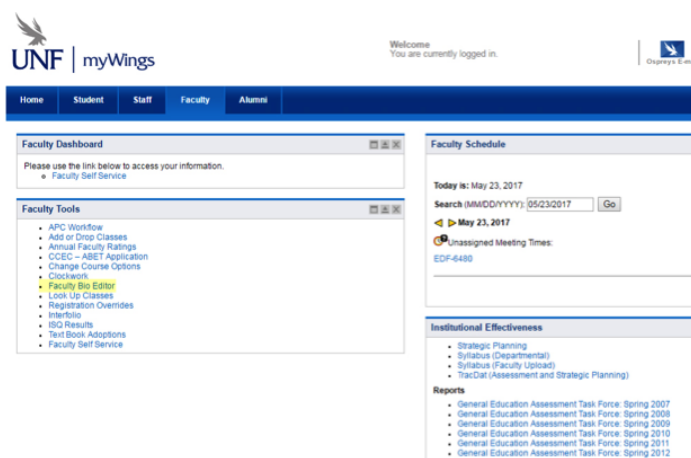 UNF | myWings
Welcome
You are currently logged in.
Ospreys E-m
Home Student Staff Faculty Alumni
Faculty Dashboard
Please use the link below to access your information.
Faculty Self Service
Faculty Tools
APC Workflow
Add or Drop Classes
Annual Faculty Ratings
CCEC – ABET Application
Change Course Options
Clockwork
Faculty Bio Editor
Look Up Classes
Registration Overrides
Interfolio
ISQ Results
Text Book Adoptions
Faculty Self Service
Faculty Schedule
Today is: May 23, 2017
Search (MM/DD/YYYY): 05/23/2017 Go
May 23, 2017
Unassigned Meeting Times:
EDF-6480
Institutional Effectiveness
Strategic Planning
Syllabus (Departmental)
Syllabus (Faculty Upload)
TracDat (Assessment and Strategic Planning)
Reports
General Education Assessment Task Force: Spring 2007
General Education Assessment Task Force: Spring 2008
General Education Assessment Task Force: Spring 2009
General Education Assessment Task Force: Spring 2010
General Education Assessment Task Force: Spring 2011
General Education Assessment Task Force: Spring 2012